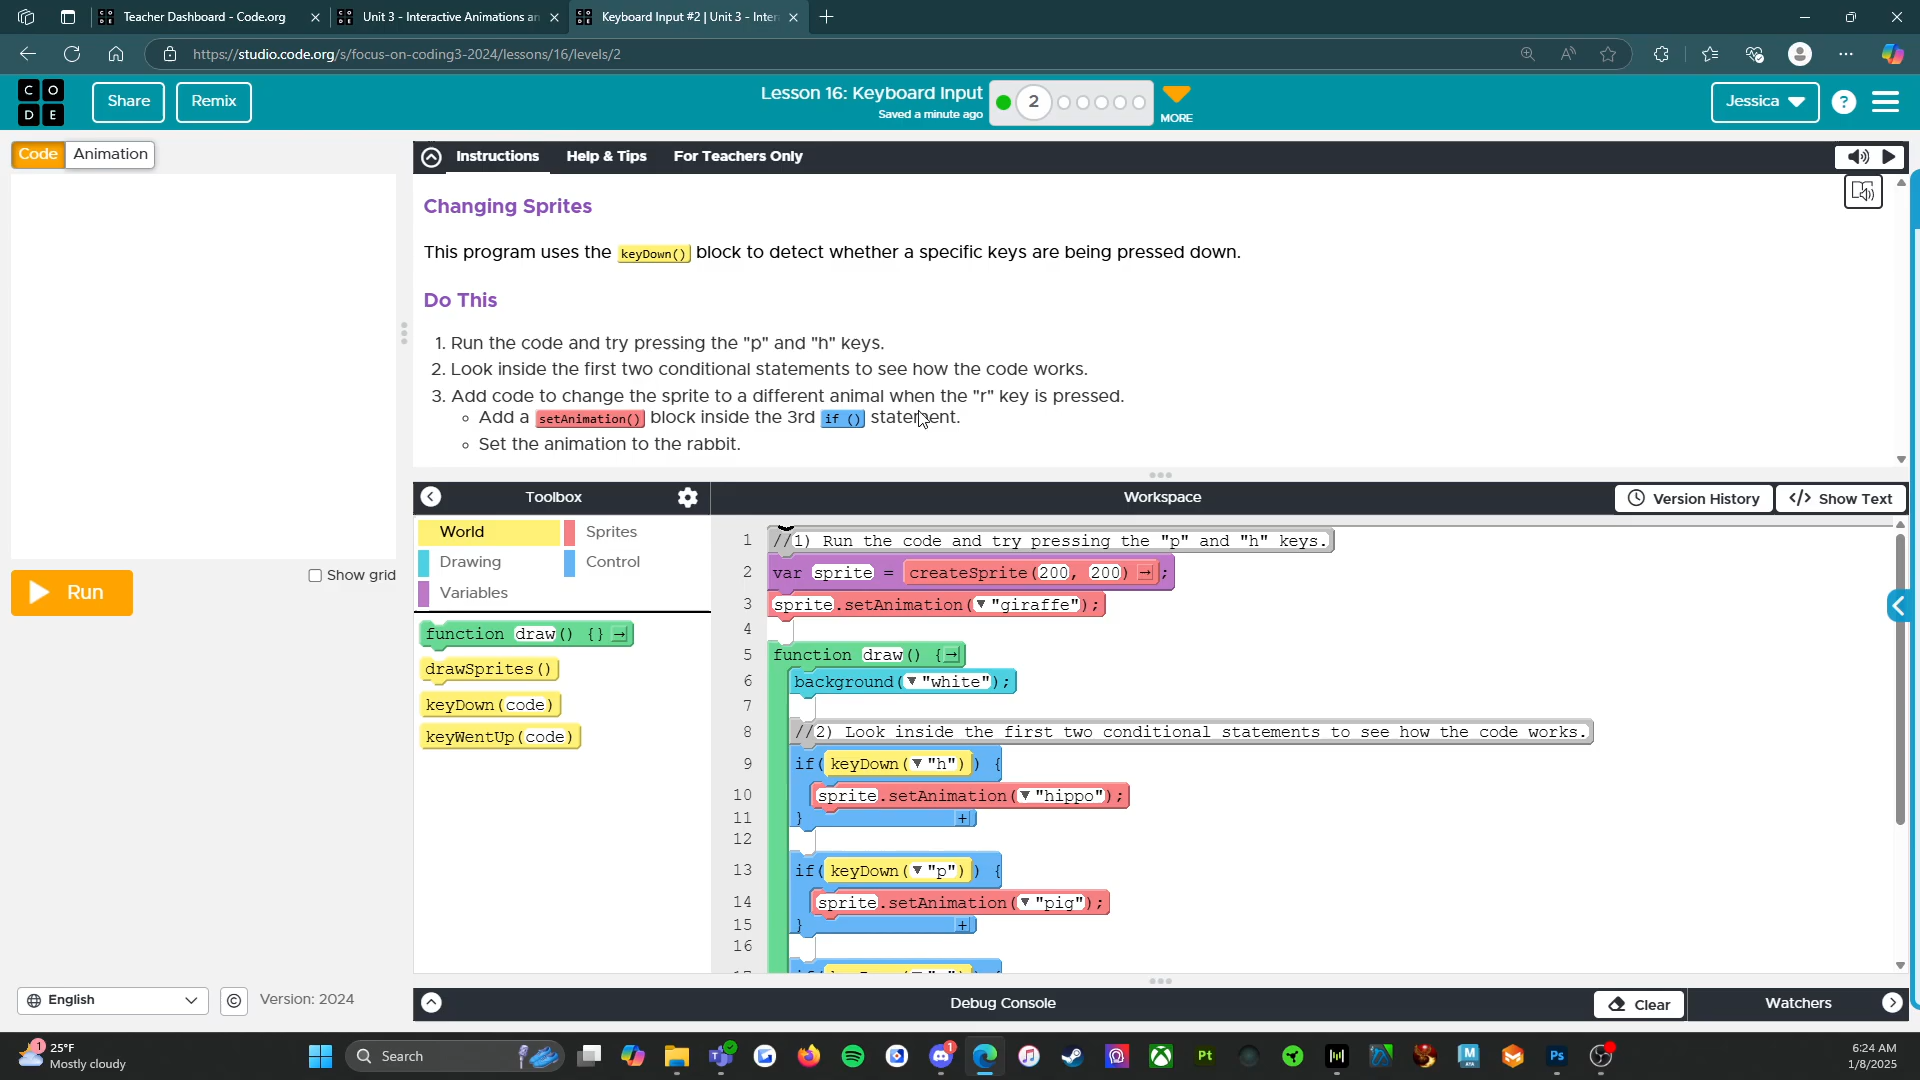 Teacher Dashboard - Code.org
Unit 3 - Interactive Animations an
Keyboard Input #2 | Unit 3 - Inter
https://studio.code.org/s/focus-on-coding3-2024/lessons/16/levels/2
C O
D E
Share
Remix
Lesson 16: Keyboard Input
Saved a minute ago
2
MORE
Jessica
?
Code
Animation
Instructions
Help & Tips
For Teachers Only
Changing Sprites
This program uses the keyDown() block to detect whether a specific keys are being pressed down.
Do This
1. Run the code and try pressing the "p" and "h" keys.
2. Look inside the first two conditional statements to see how the code works.
3. Add code to change the sprite to a different animal when the "r" key is pressed.
Add a setAnimation() block inside the 3rd if () statement.
Set the animation to the rabbit.
Toolbox
Workspace
Version History
</> Show Text
World
Sprites
Drawing
Control
Variables
function draw() {}
drawSprites()
keyDown(code)
keyWentUp(code)
Run
Show grid
1 //1) Run the code and try pressing the "p" and "h" keys.
2 var sprite = createSprite(200, 200);
3 sprite.setAnimation("giraffe");
4
5 function draw() {
6 background("white");
7
8 //2) Look inside the first two conditional statements to see how the code works.
9 if(keyDown("h")) {
10 sprite.setAnimation("hippo");
11 }
12
13 if(keyDown("p")) {
14 sprite.setAnimation("pig");
15 }
16
English
Version: 2024
Debug Console
Clear
Watchers
25°F
Mostly cloudy
Search
6:24 AM
1/8/2025